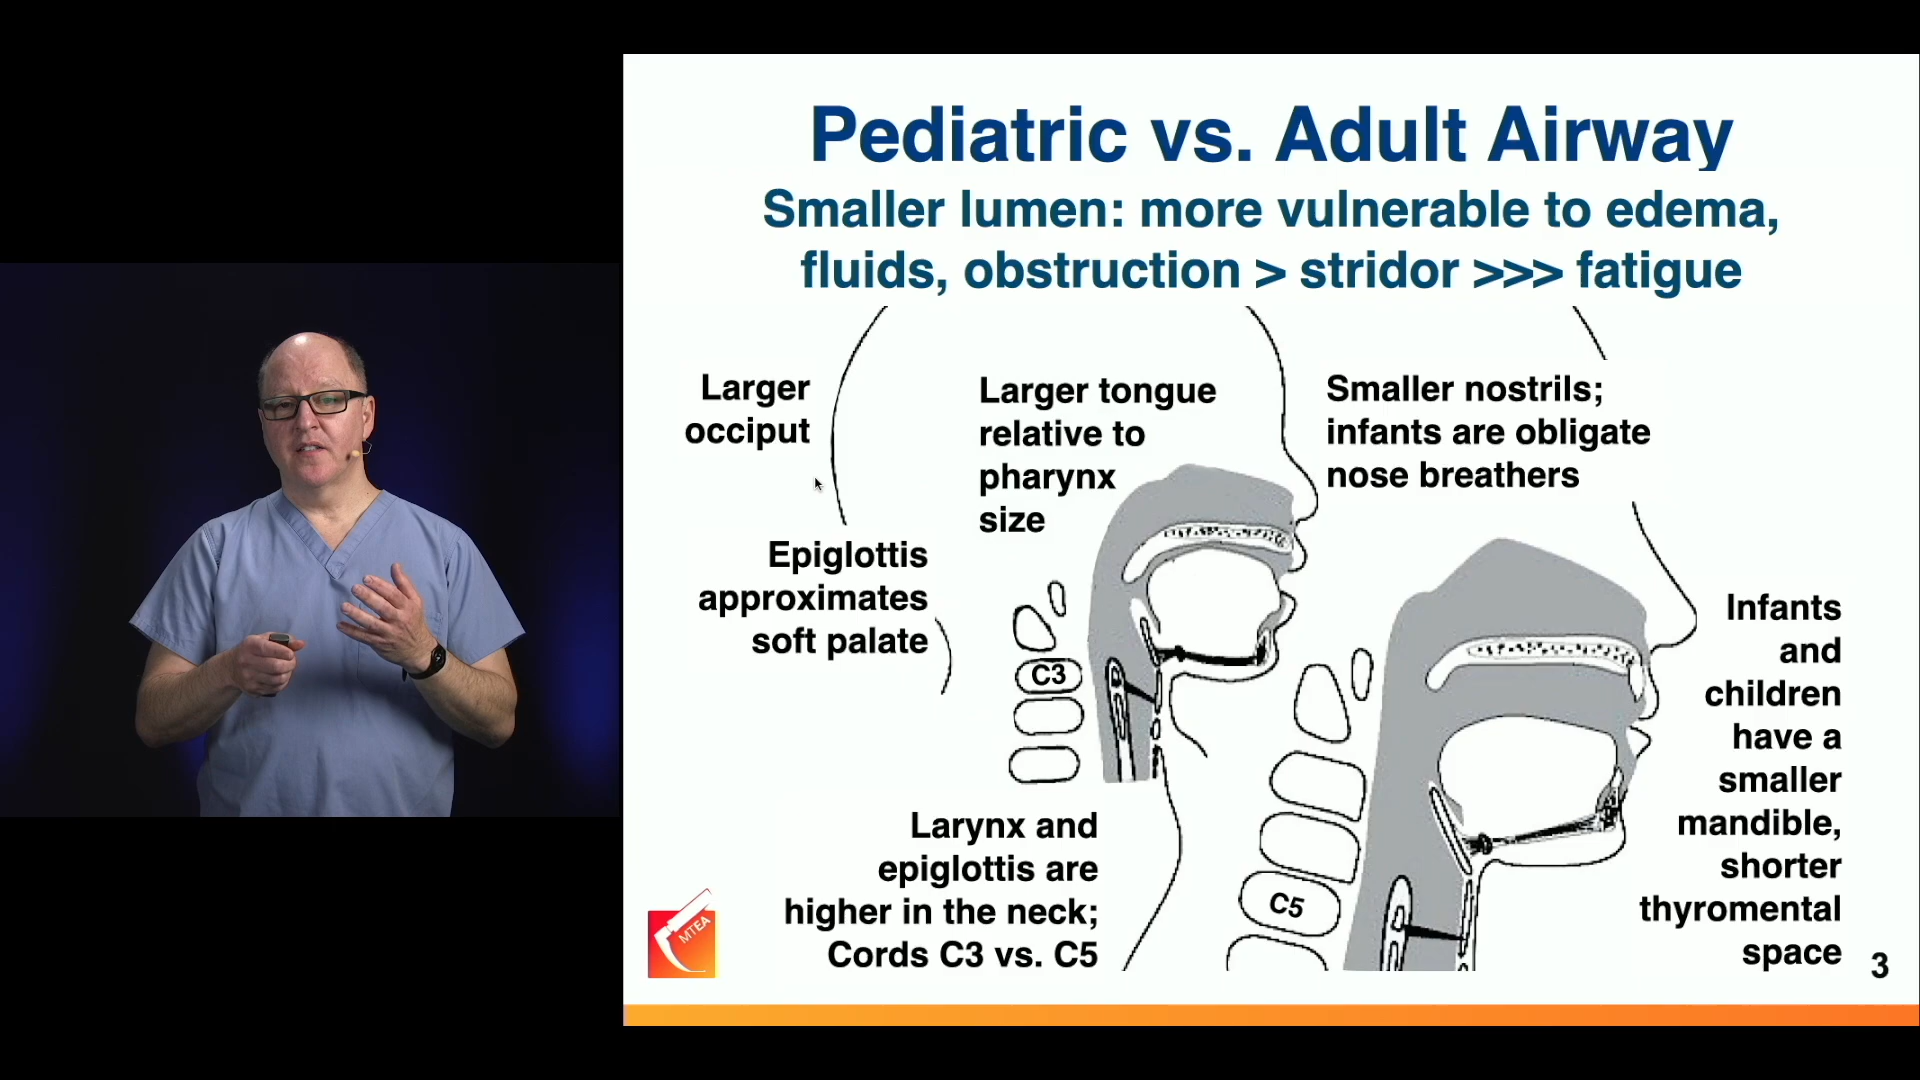 Pediatric vs. Adult Airway
Smaller lumen: more vulnerable to edema,
fluids, obstruction > stridor >>> fatigue
Larger
occiput
Larger tongue
relative to
pharynx
size
Smaller nostrils;
infants are obligate
nose breathers
Epiglottis
approximates
soft palate
C3
Infants
and
children
have a
smaller
mandible,
shorter
thyromental
space
Larynx and
epiglottis are
higher in the neck;
Cords C3 vs. C5
C5
MTEA
3